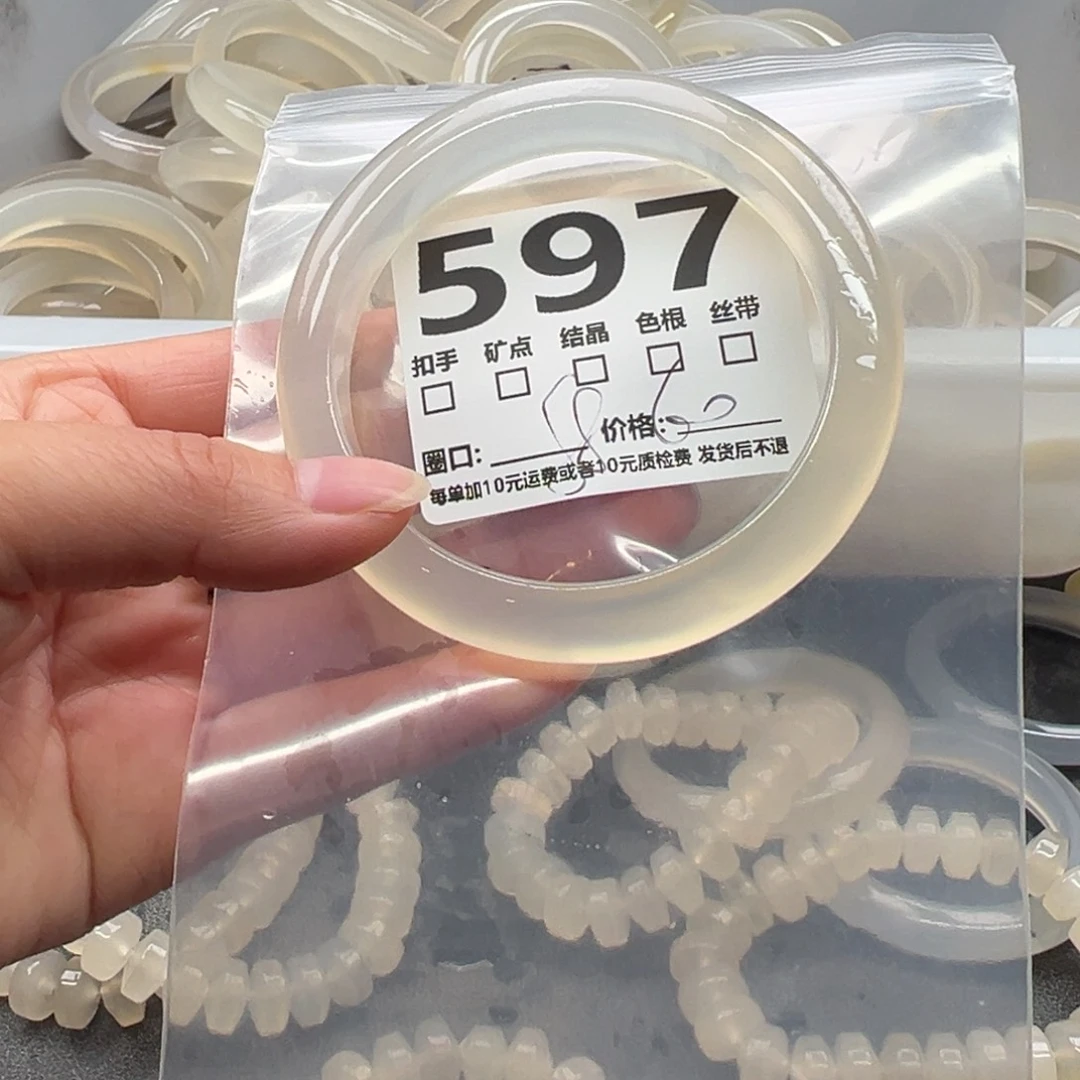 597
扣手 矿点 结晶 色根 丝带
圈口: 价格:
每单加10元运费或者10元质检费 发货后不退